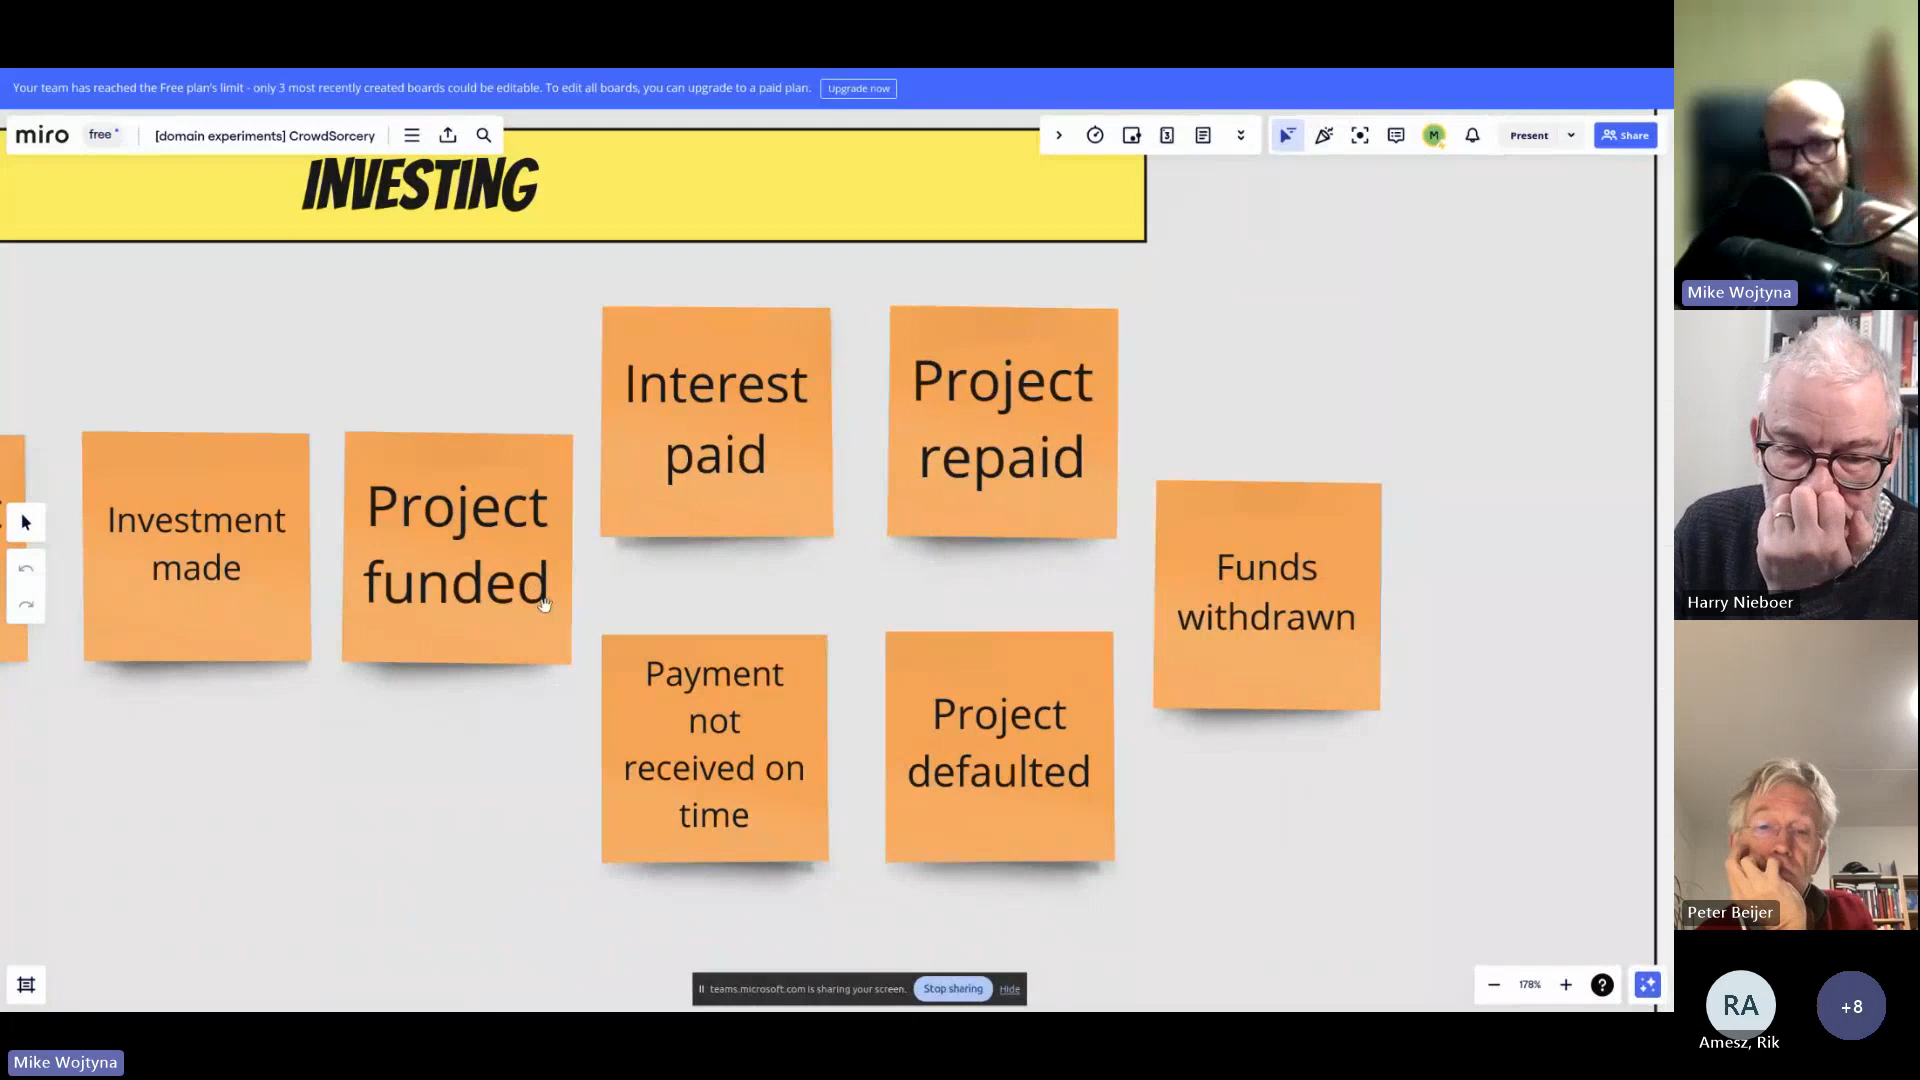 Your team has reached the Free plan's limit - only 3 most recently created boards could be editable. To edit all boards, you can upgrade to a paid plan. Upgrade now
miro free [domain experiments] CrowdSorcery
3
M
Present
Share
INVESTING
Interest
paid
Project
repaid
Investment
made
Project
funded
Funds
withdrawn
Payment
not
received on
time
Project
defaulted
teams.microsoft.com is sharing your screen. Stop sharing Hide
178%
?
Mike Wojtyna
Harry Nieboer
Peter Beijer
RA
+8
Amesz, Rik
Mike Wojtyna